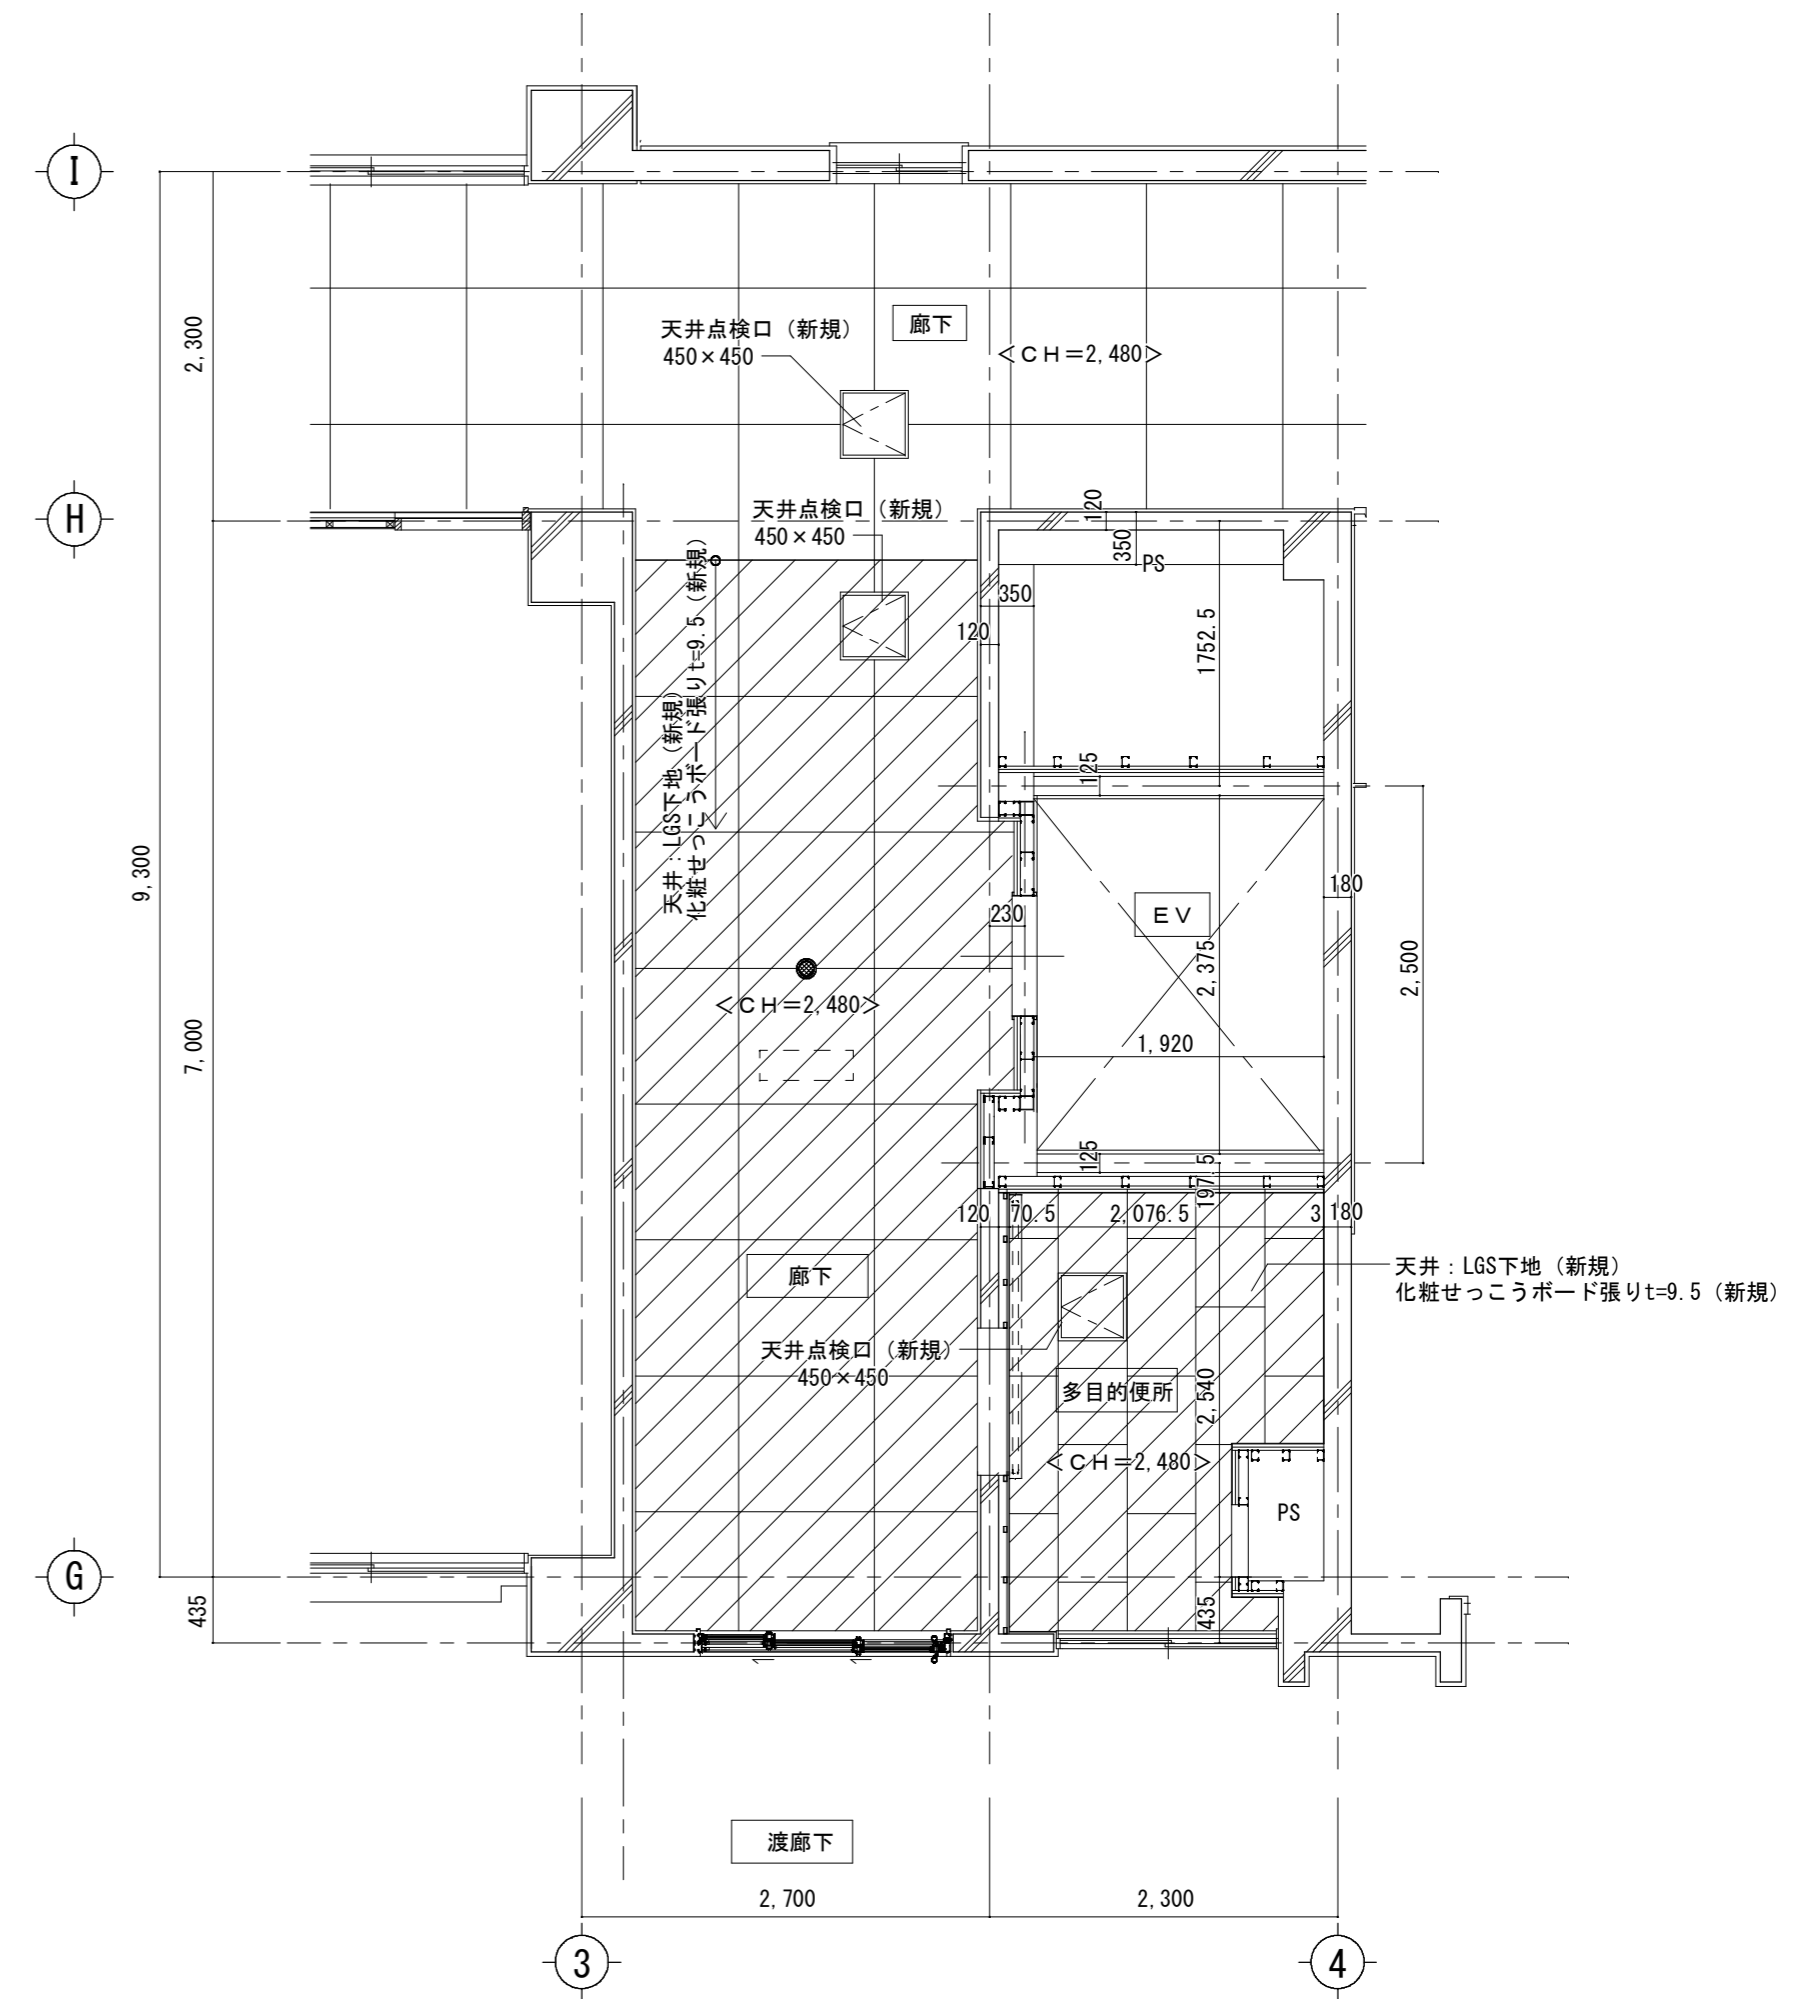 I
廊下
天井点検口（新規）
450×450
＜ＣＨ＝2,480＞
2,300
H
120
天井点検口（新規）
450×450
350
PS
350
120
1752.5
天井：LGS下地（新規）
化粧せっこうボード張りt=9.5（新規）
125
9,300
180
ＥＶ
230
2,375
2,500
＜ＣＨ＝2,480＞
7,000
1,920
125
197.5
120
70.5
2,076.5
3
180
廊下
天井：LGS下地（新規）
化粧せっこうボード張りt=9.5（新規）
天井点検口（新規）
450×450
多目的便所
2,540
＜ＣＨ＝2,480＞
PS
G
435
435
渡廊下
2,700
2,300
3
4